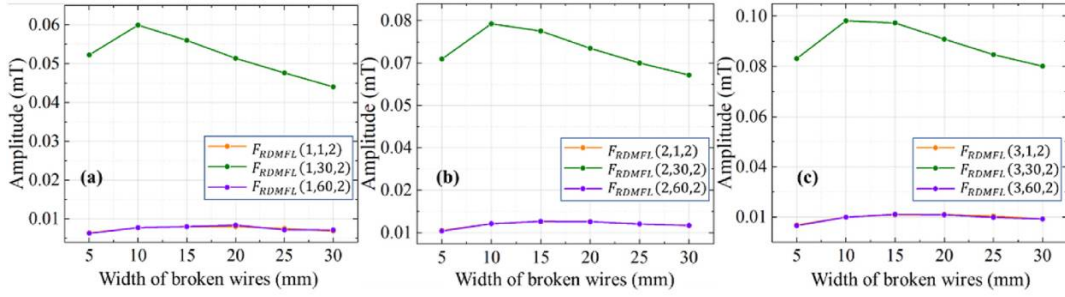 Amplitude (mT)
0.06
0.05
0.04
0.03
0.02
0.01
F_RDMFL(1,1,2)
F_RDMFL(1,30,2)
F_RDMFL(1,60,2)
(a)
5 10 15 20 25 30
Width of broken wires (mm)
Amplitude (mT)
0.08
0.07
0.05
0.04
0.02
0.01
F_RDMFL(2,1,2)
F_RDMFL(2,30,2)
F_RDMFL(2,60,2)
(b)
5 10 15 20 25 30
Width of broken wires (mm)
Amplitude (mT)
0.10
0.08
0.06
0.04
0.01
F_RDMFL(3,1,2)
F_RDMFL(3,30,2)
F_RDMFL(3,60,2)
(c)
5 10 15 20 25 30
Width of broken wires (mm)